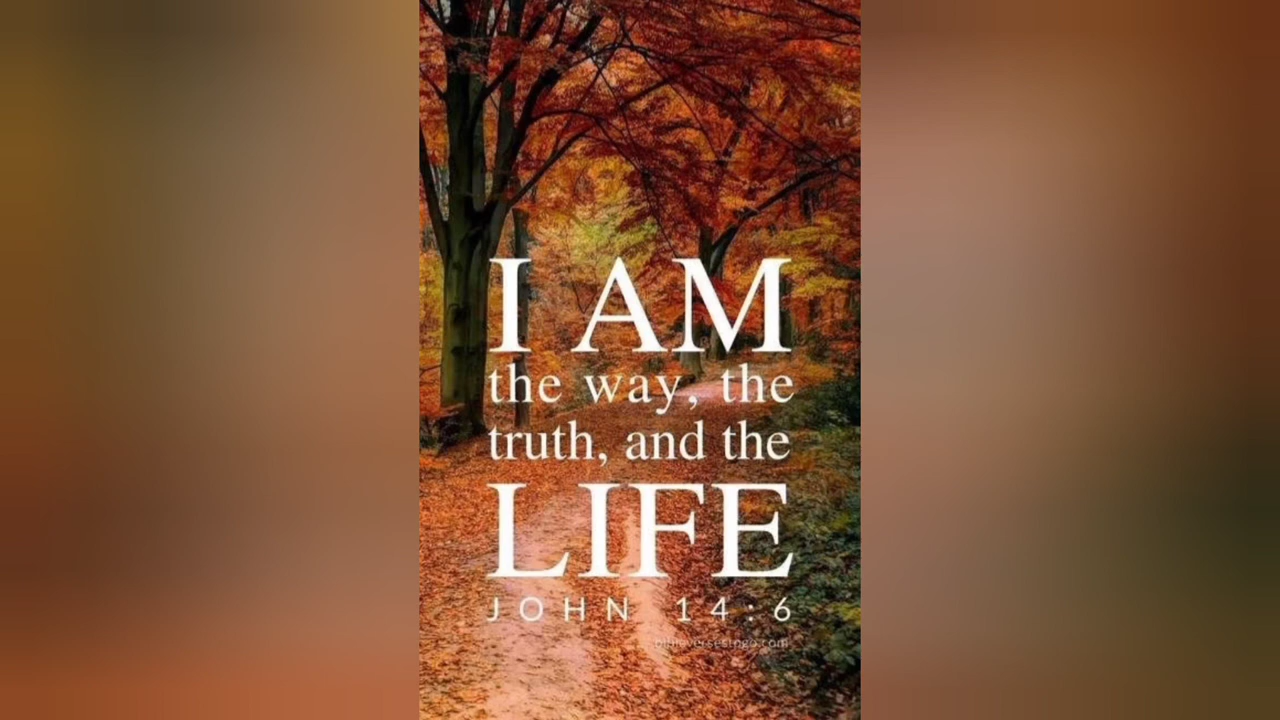 I AM
the way, the
truth, and the
LIFE
JOHN 14:6